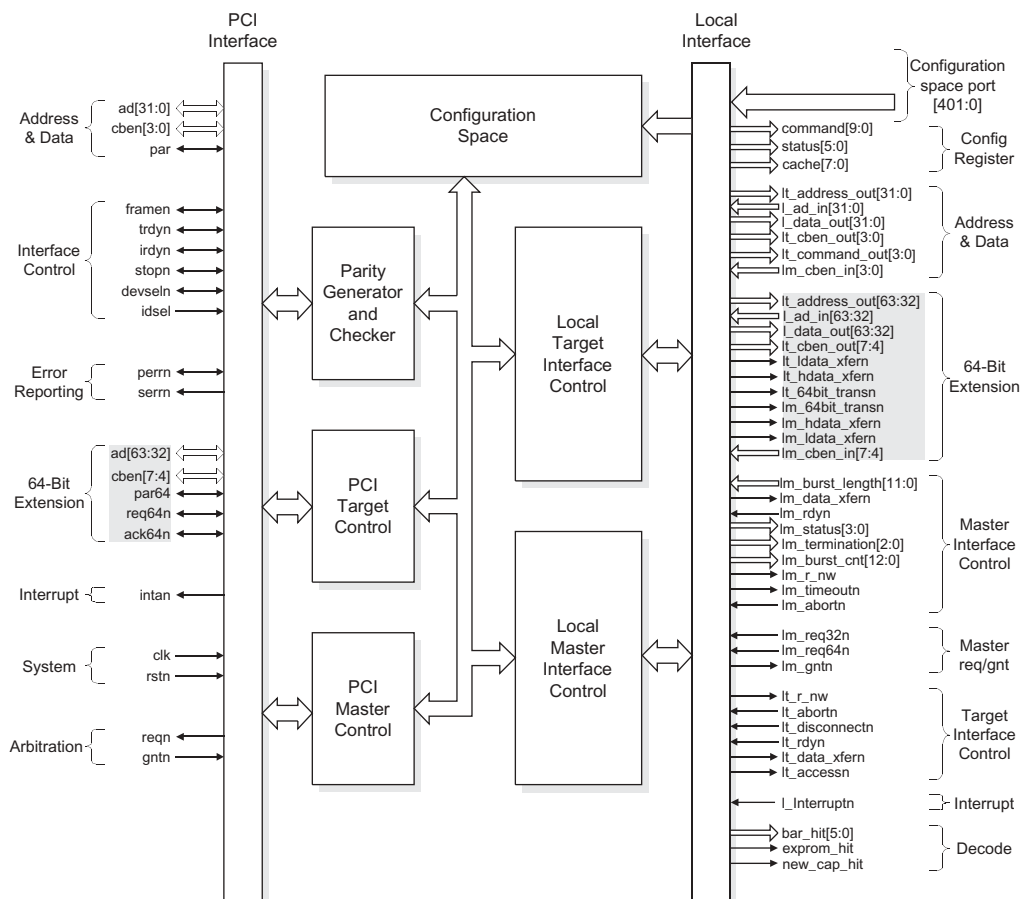 PCI
Interface
Local
Interface
Address
& Data
ad[31:0]
cben[3:0]
par
Interface
Control
framen
trdyn
irdyn
stopn
devseln
idsel
Error
Reporting
perrn
serrn
64-Bit
Extension
ad[63:32]
cben[7:4]
par64
req64n
ack64n
Interrupt
intan
System
clk
rstn
Arbitration
reqn
gntn
Configuration
Space
Parity
Generator
and
Checker
PCI
Target
Control
PCI
Master
Control
Local
Target
Interface
Control
Local
Master
Interface
Control
Configuration
space port
[401:0]
command[9:0]
status[5:0]
cache[7:0]
Config
Register
lt_address_out[31:0]
l_ad_in[31:0]
l_data_out[31:0]
lt_cben_out[3:0]
lt_command_out[3:0]
lm_cben_in[3:0]
Address
& Data
lt_address_out[63:32]
l_ad_in[63:32]
l_data_out[63:32]
lt_cben_out[7:4]
lt_ldata_xfern
lt_hdata_xfern
lt_64bit_transn
lm_64bit_transn
lm_hdata_xfern
lm_ldata_xfern
lm_cben_in[7:4]
64-Bit
Extension
lm_burst_length[11:0]
lm_data_xfern
lm_rdyn
lm_status[3:0]
lm_termination[2:0]
lm_burst_cnt[12:0]
lm_r_nw
lm_timeoutn
lm_abortn
Master
Interface
Control
lm_req32n
lm_req64n
lm_gntn
Master
req/gnt
lt_r_nw
lt_abortn
lt_disconnectn
lt_rdyn
lt_data_xfern
lt_accessn
Target
Interface
Control
l_Interruptn
Interrupt
bar_hit[5:0]
exprom_hit
new_cap_hit
Decode